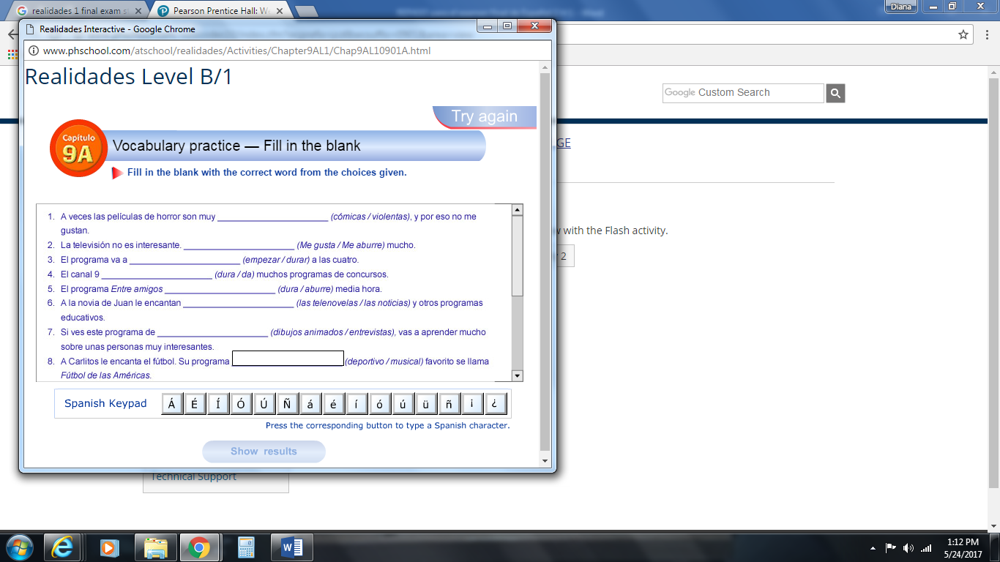 realidades 1 final exam s
Pearson Prentice Hall: W
Diana
Realidades Interactive - Google Chrome
www.phschool.com/atschool/realidades/Activities/Chapter9AL1/Chap9AL10901A.html
Realidades Level B/1
Google Custom Search
Try again
Capítulo
9A
Vocabulary practice — Fill in the blank
GE
Fill in the blank with the correct word from the choices given.
1. A veces las películas de horror son muy ______________________ (cómicas / violentas), y por eso no me
gustan.
2. La televisión no es interesante. ______________________ (Me gusta / Me aburre) mucho.
w with the Flash activity.
3. El programa va a ______________________ (empezar / durar) a las cuatro.
2
4. El canal 9 ______________________ (dura / da) muchos programas de concursos.
5. El programa Entre amigos ______________________ (dura / aburre) media hora.
6. A la novia de Juan le encantan ______________________ (las telenovelas / las noticias) y otros programas
educativos.
7. Si ves este programa de ______________________ (dibujos animados / entrevistas), vas a aprender mucho
sobre unas personas muy interesantes.
8. A Carlitos le encanta el fútbol. Su programa (deportivo / musical) favorito se llama
Fútbol de las Américas.
Spanish Keypad Á É Í Ó Ú Ñ á é í ó ú ü ñ ¡ ¿
Press the corresponding button to type a Spanish character.
Show results
Technical Support
1:12 PM
5/24/2017